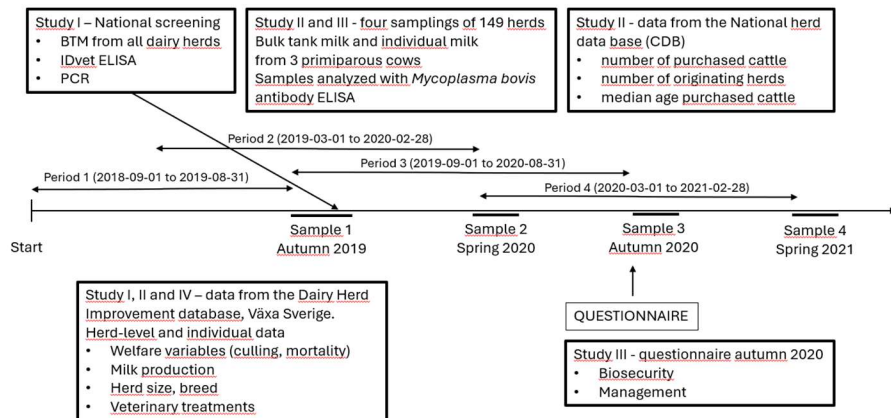 Study I – National screening
• BTM from all dairy herds
• IDvet ELISA
• PCR
Study II and III - four samplings of 149 herds
Bulk tank milk and individual milk
from 3 primiparous cows
Samples analyzed with Mycoplasma bovis
antibody ELISA
Study II - data from the National herd
data base (CDB)
• number of purchased cattle
• number of originating herds
• median age purchased cattle
Period 2 (2019-03-01 to 2020-02-28)
Period 3 (2019-09-01 to 2020-08-31)
Period 1 (2018-09-01 to 2019-08-31)
Period 4 (2020-03-01 to 2021-02-28)
Start
Sample 1
Autumn 2019
Sample 2
Spring 2020
Sample 3
Autumn 2020
Sample 4
Spring 2021
Study I, II and IV – data from the Dairy Herd
Improvement database, Växa Sverige.
Herd-level and individual data
• Welfare variables (culling, mortality)
• Milk production
• Herd size, breed
• Veterinary treatments
QUESTIONNAIRE
Study III - questionnaire autumn 2020
• Biosecurity
• Management